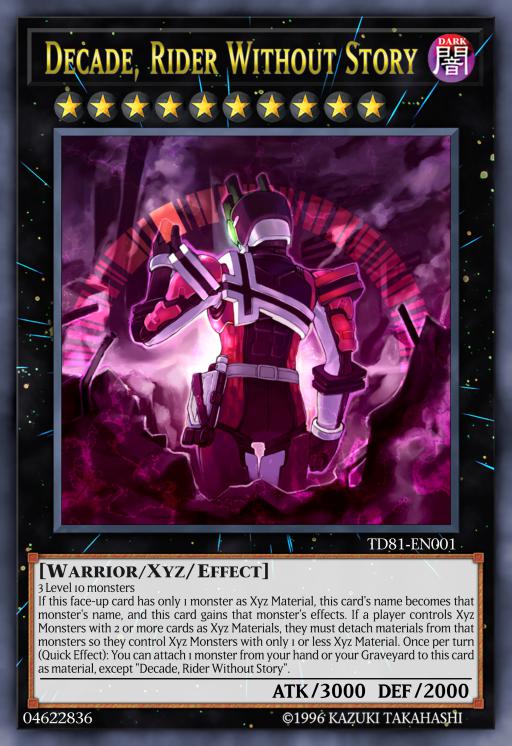 DECADE, RIDER WITHOUT STORY
DARK
闇
TD81-EN001
[WARRIOR/XYZ/EFFECT]
3 Level 10 monsters
If this face-up card has only 1 monster as Xyz Material, this card's name becomes that
monster's name, and this card gains that monster's effects. If a player controls Xyz
Monsters with 2 or more cards as Xyz Materials, they must detach materials from that
monsters so they control Xyz Monsters with only 1 or less Xyz Material. Once per turn
(Quick Effect): You can attach 1 monster from your hand or your Graveyard to this card
as material, except "Decade, Rider Without Story".
ATK/3000 DEF/2000
04622836
©1996 KAZUKI TAKAHASHI